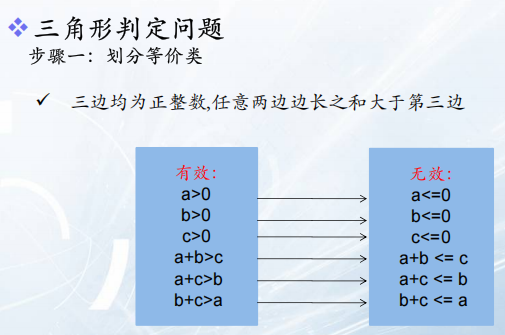 三角形判定问题
步骤一：划分等价类
三边均为正整数,任意两边边长之和大于第三边
有效：
a>0
b>0
c>0
a+b>c
a+c>b
b+c>a
无效：
a<=0
b<=0
c<=0
a+b <= c
a+c <= b
b+c <= a